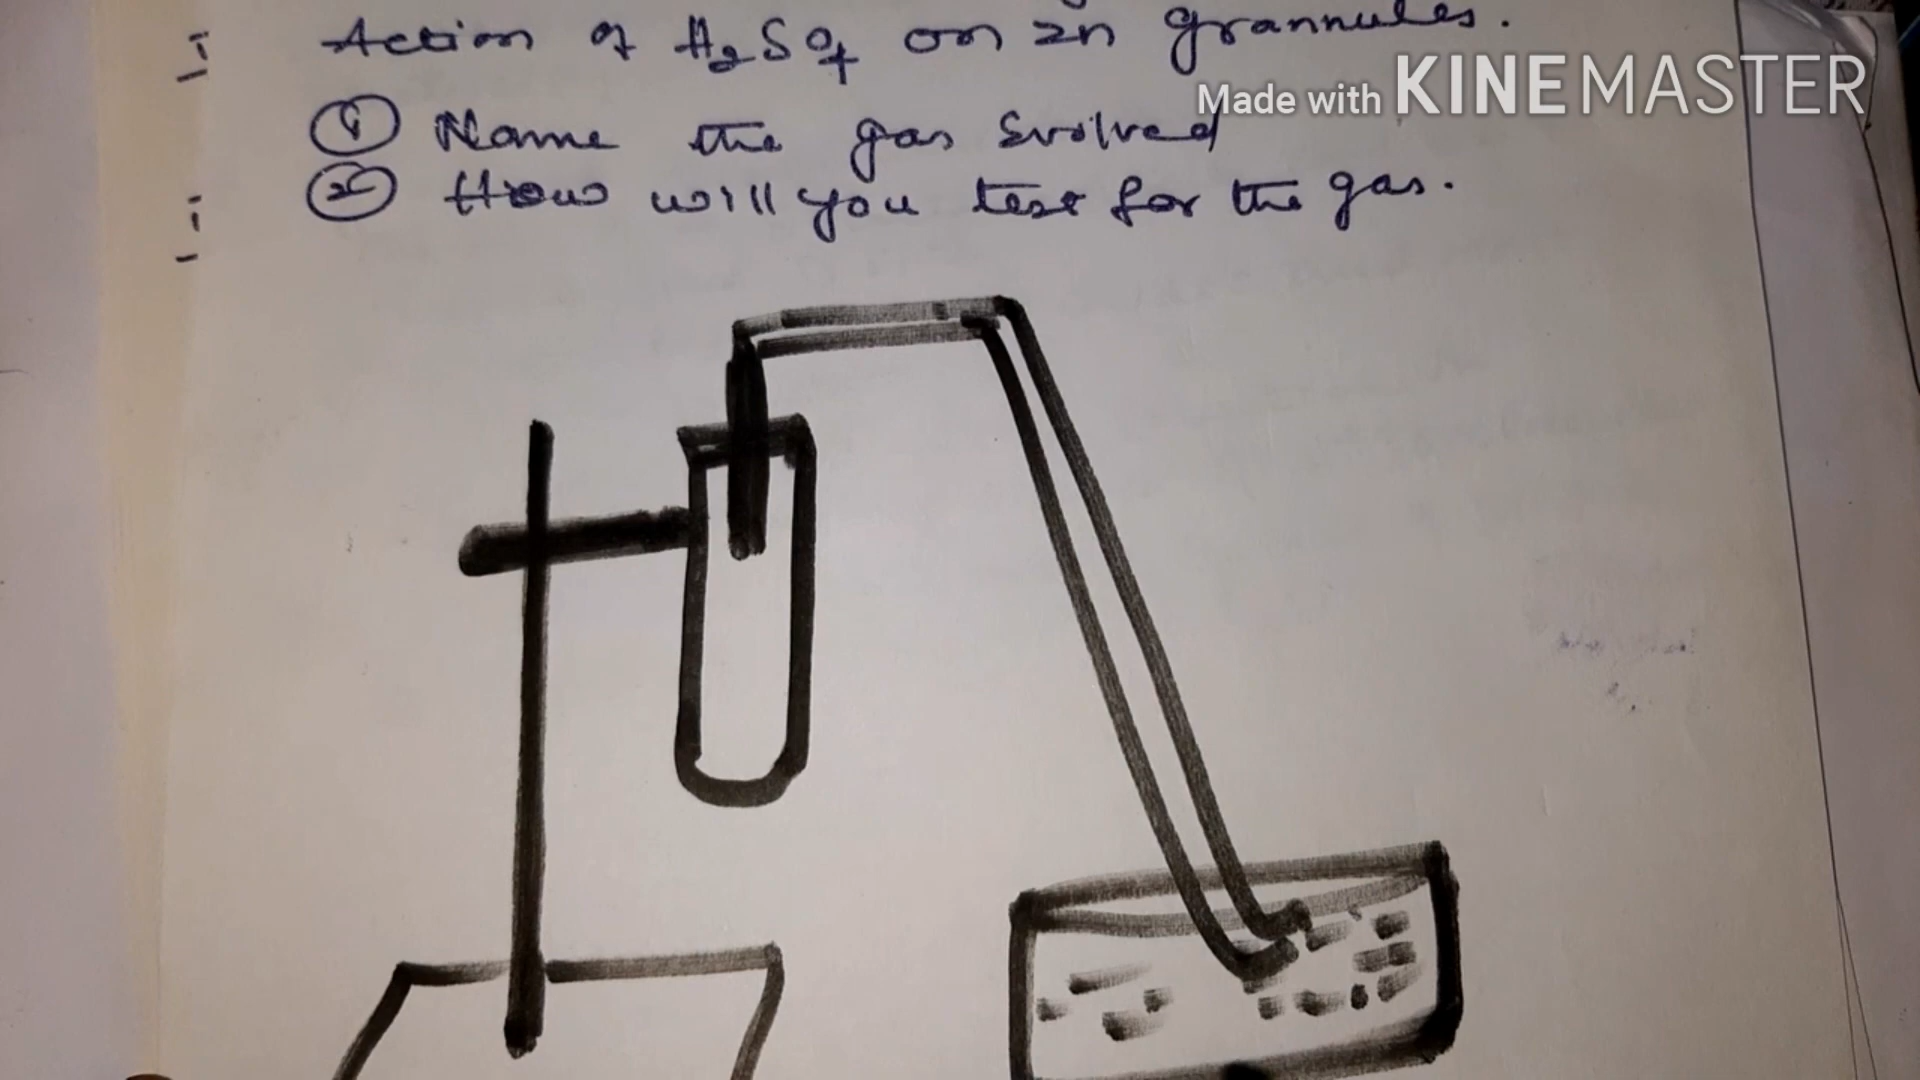 Action of H2SO4 on Zn grannules.
Made with KINEMASTER
① Name the gas evolved
② How will you test for the gas.